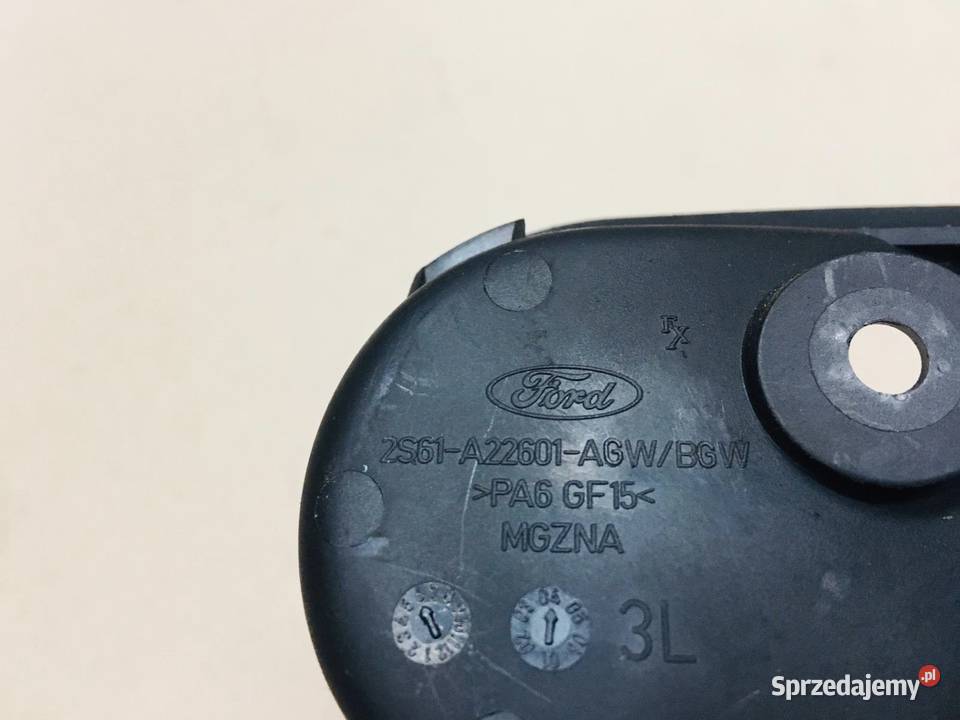 Ford
2S61-A22601-AGW/BGW
>PA6 GF15<
MGZNA
3L
Sprzedajemy.pl